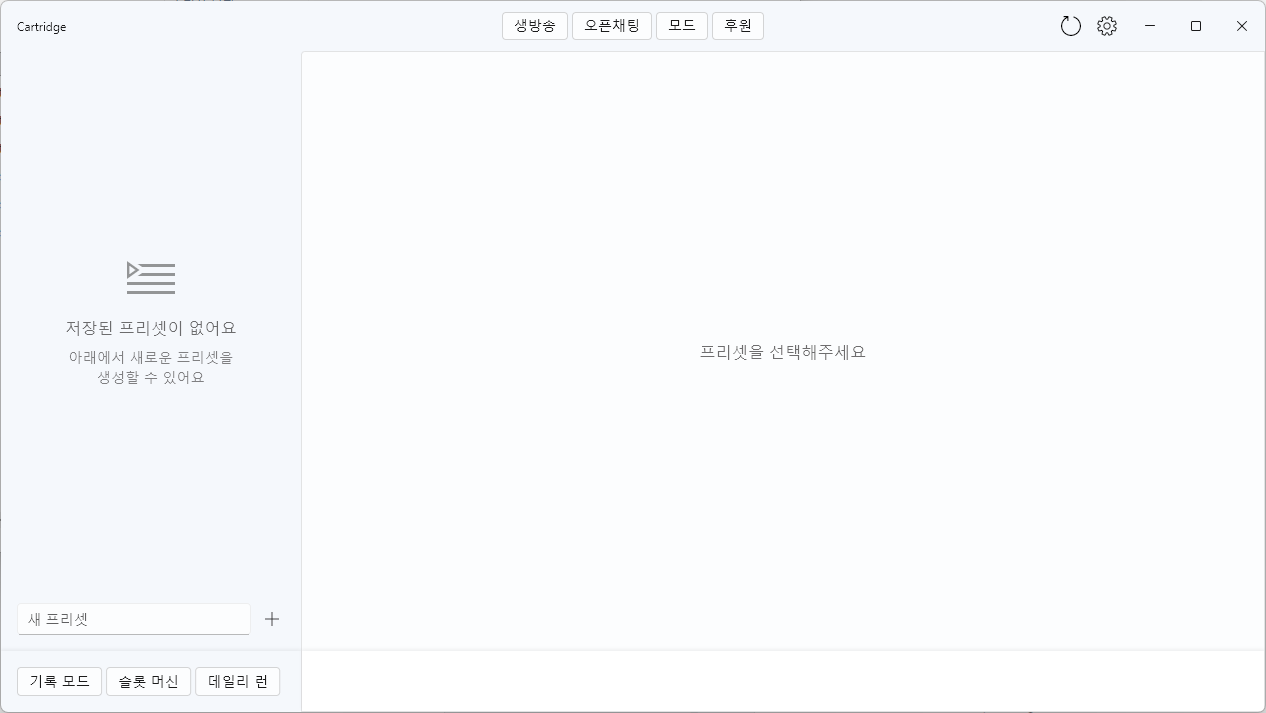 Cartridge
생방송
오픈채팅
모드
후원
저장된 프리셋이 없어요
아래에서 새로운 프리셋을
생성할 수 있어요
프리셋을 선택해주세요
새 프리셋
기록 모드
슬롯 머신
데일리 런